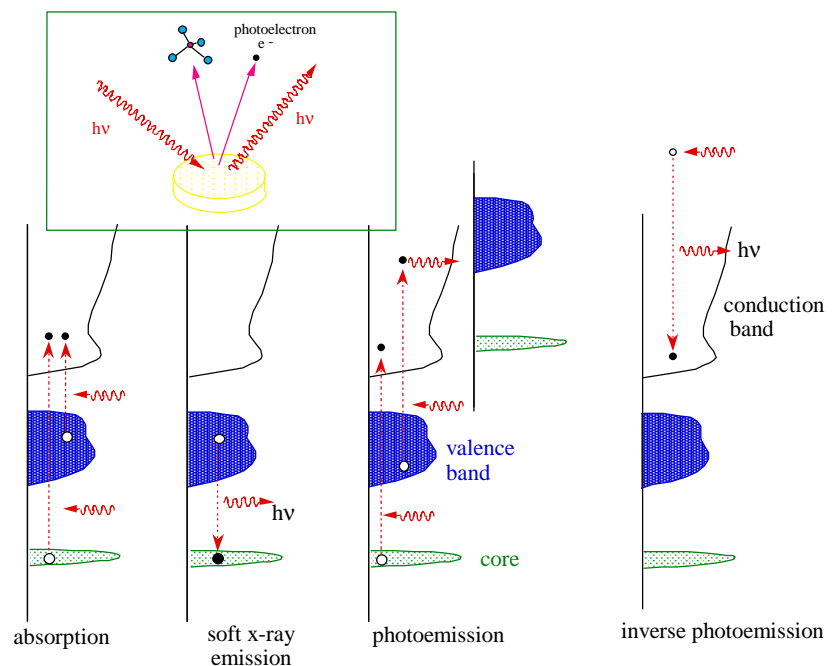 photoelectron
e -
hν
hν
hν
conduction
band
valence
band
hν
core
absorption
soft x-ray
emission
photoemission
inverse photoemission